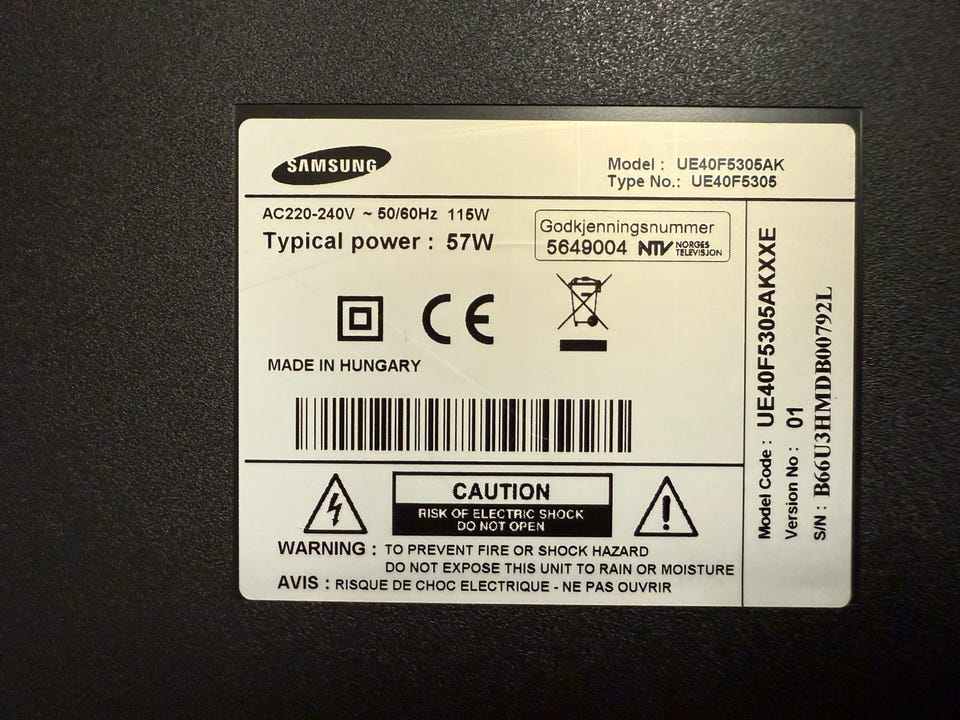 SAMSUNG
Model : UE40F5305AK
Type No.: UE40F5305
AC220-240V ~ 50/60Hz 115W
Typical power : 57W
Godkjenningsnummer
5649004 NTV NORGES TELEVISJON
MADE IN HUNGARY
CAUTION
RISK OF ELECTRIC SHOCK
DO NOT OPEN
WARNING : TO PREVENT FIRE OR SHOCK HAZARD
DO NOT EXPOSE THIS UNIT TO RAIN OR MOISTURE
AVIS : RISQUE DE CHOC ELECTRIQUE - NE PAS OUVRIR
Model Code : UE40F5305AKXXXE
Version No : 01
S/N : B66U3HMDB00792L